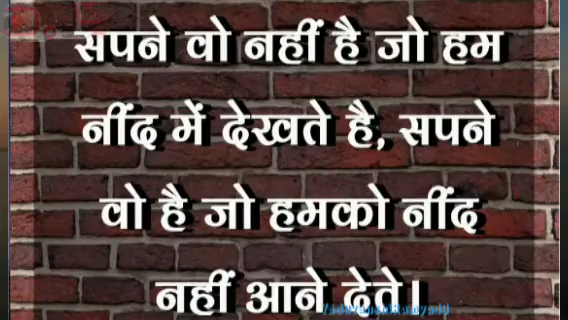 सपने वो नहीं है जो हम
नींद में देखते है, सपने
वो है जो हमको नींद
नहीं आने देते।